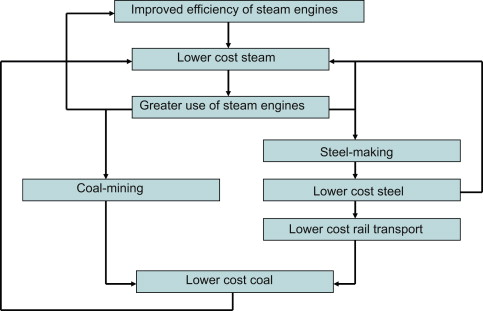 Improved efficiency of steam engines
Lower cost steam
Greater use of steam engines
Steel-making
Coal-mining
Lower cost steel
Lower cost rail transport
Lower cost coal